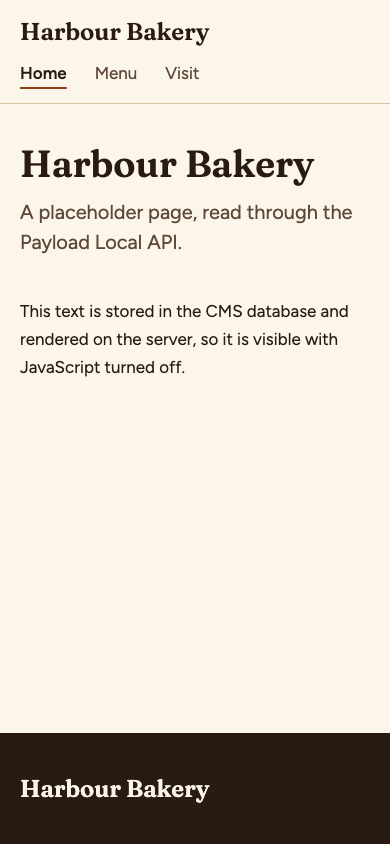 Harbour Bakery
Home Menu Visit
Harbour Bakery
A placeholder page, read through the
Payload Local API.
This text is stored in the CMS database and
rendered on the server, so it is visible with
JavaScript turned off.
Harbour Bakery